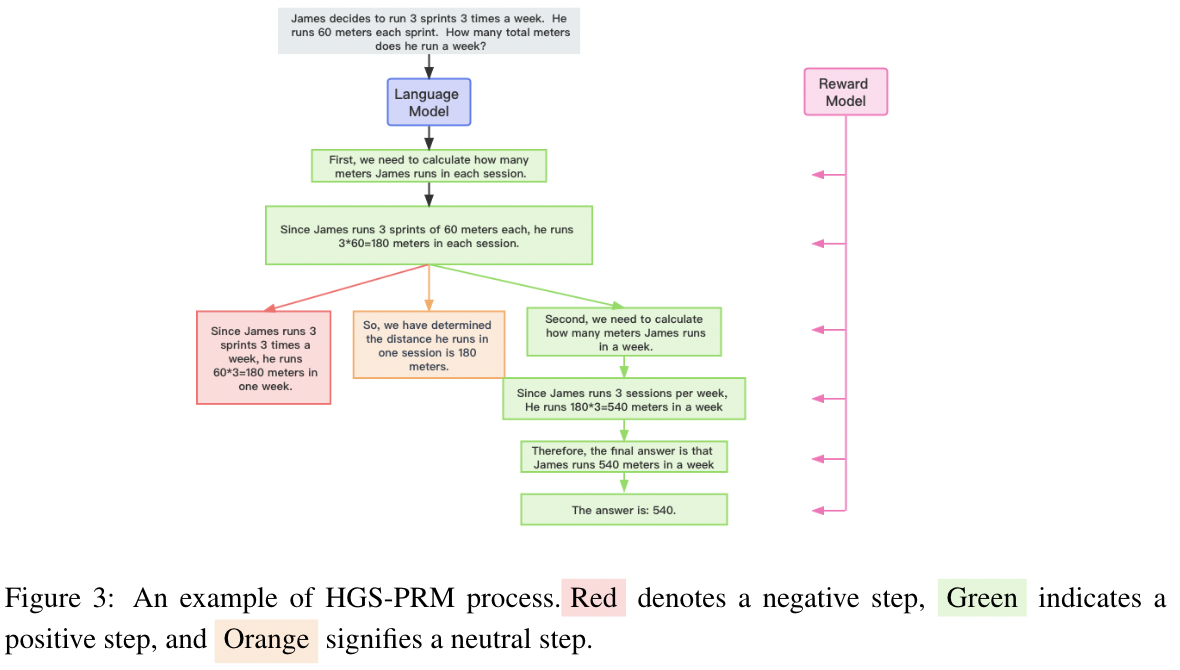 James decides to run 3 sprints 3 times a week. He
runs 60 meters each sprint. How many total meters
does he run a week?
Language
Model
Reward
Model
First, we need to calculate how many
meters James runs in each session.
Since James runs 3 sprints of 60 meters each, he runs
3*60=180 meters in each session.
Since James runs 3
sprints 3 times a
week, he runs
60*3=180 meters in
one week.
So, we have determined
the distance he runs in
one session is 180
meters.
Second, we need to calculate
how many meters James runs
in a week.
Since James runs 3 sessions per week,
He runs 180*3=540 meters in a week
Therefore, the final answer is that
James runs 540 meters in a week
The answer is: 540.
Figure 3: An example of HGS-PRM process. Red denotes a negative step, Green indicates a
positive step, and Orange signifies a neutral step.